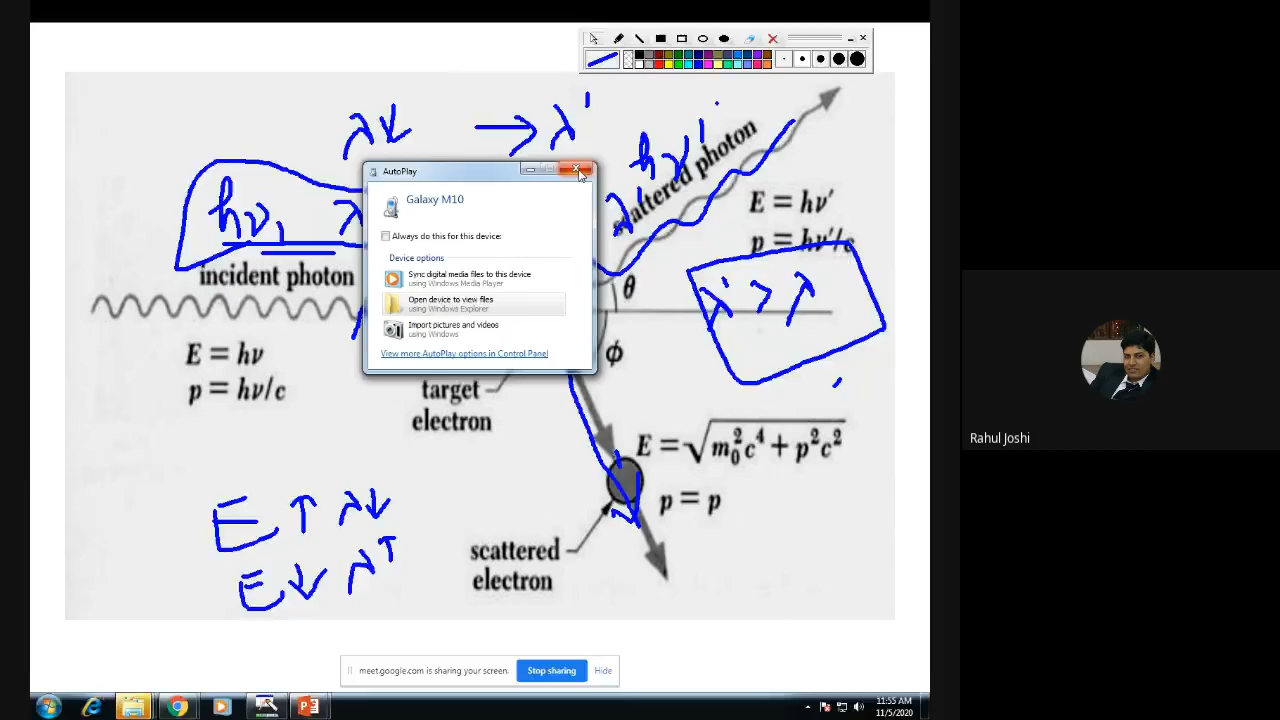 λ↓ → λ'
hν'
hν, λ
λ'
scattered photon
E = hν'
p = hν'/c
incident photon
θ
λ' > λ
E = hν
p = hν/c
ϕ
AutoPlay
Galaxy M10
Always do this for this device:
Device options
Sync digital media files to this device
using Windows Media Player
Open device to view files
using Windows Explorer
Import pictures and videos
using Windows
View more AutoPlay options in Control Panel
target
electron
E = √m₀²c⁴ + p²c²
p = p
E ↑ λ↓
E ↓ λ↑
scattered
electron
Rahul Joshi
meet.google.com is sharing your screen.
Stop sharing
Hide
11:55 AM
11/5/2020